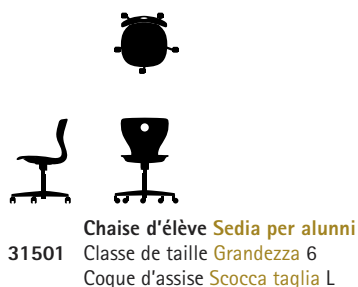 Chaise d'élève Sedia per alunni
31501 Classe de taille Grandezza 6
Coque d'assise Scocca taglia L